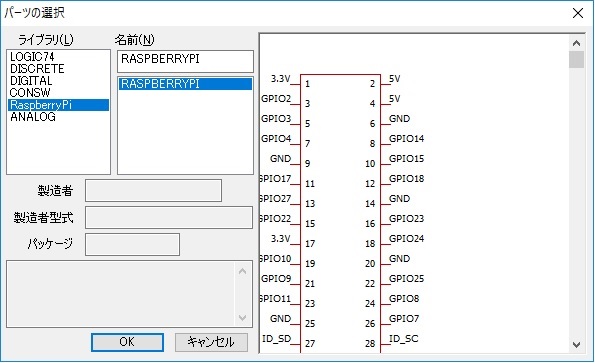 パーツの選択
ライブラリ(L)
名前(N)
LOGIC74
DISCRETE
DIGITAL
CONSW
RaspberryPi
ANALOG
RASPBERRYPI
RASPBERRYPI
製造者
製造者型式
パッケージ
OK
キャンセル
3.3V 1 2 5V
GPIO2 3 4 5V
GPIO3 5 6 GND
GPIO4 7 8 GPIO14
GND 9 10 GPIO15
GPIO17 11 12 GPIO18
GPIO27 13 14 GND
GPIO22 15 16 GPIO23
3.3V 17 18 GPIO24
GPIO10 19 20 GND
GPIO9 21 22 GPIO25
GPIO11 23 24 GPIO8
GND 25 26 GPIO7
ID_SD 27 28 ID_SC